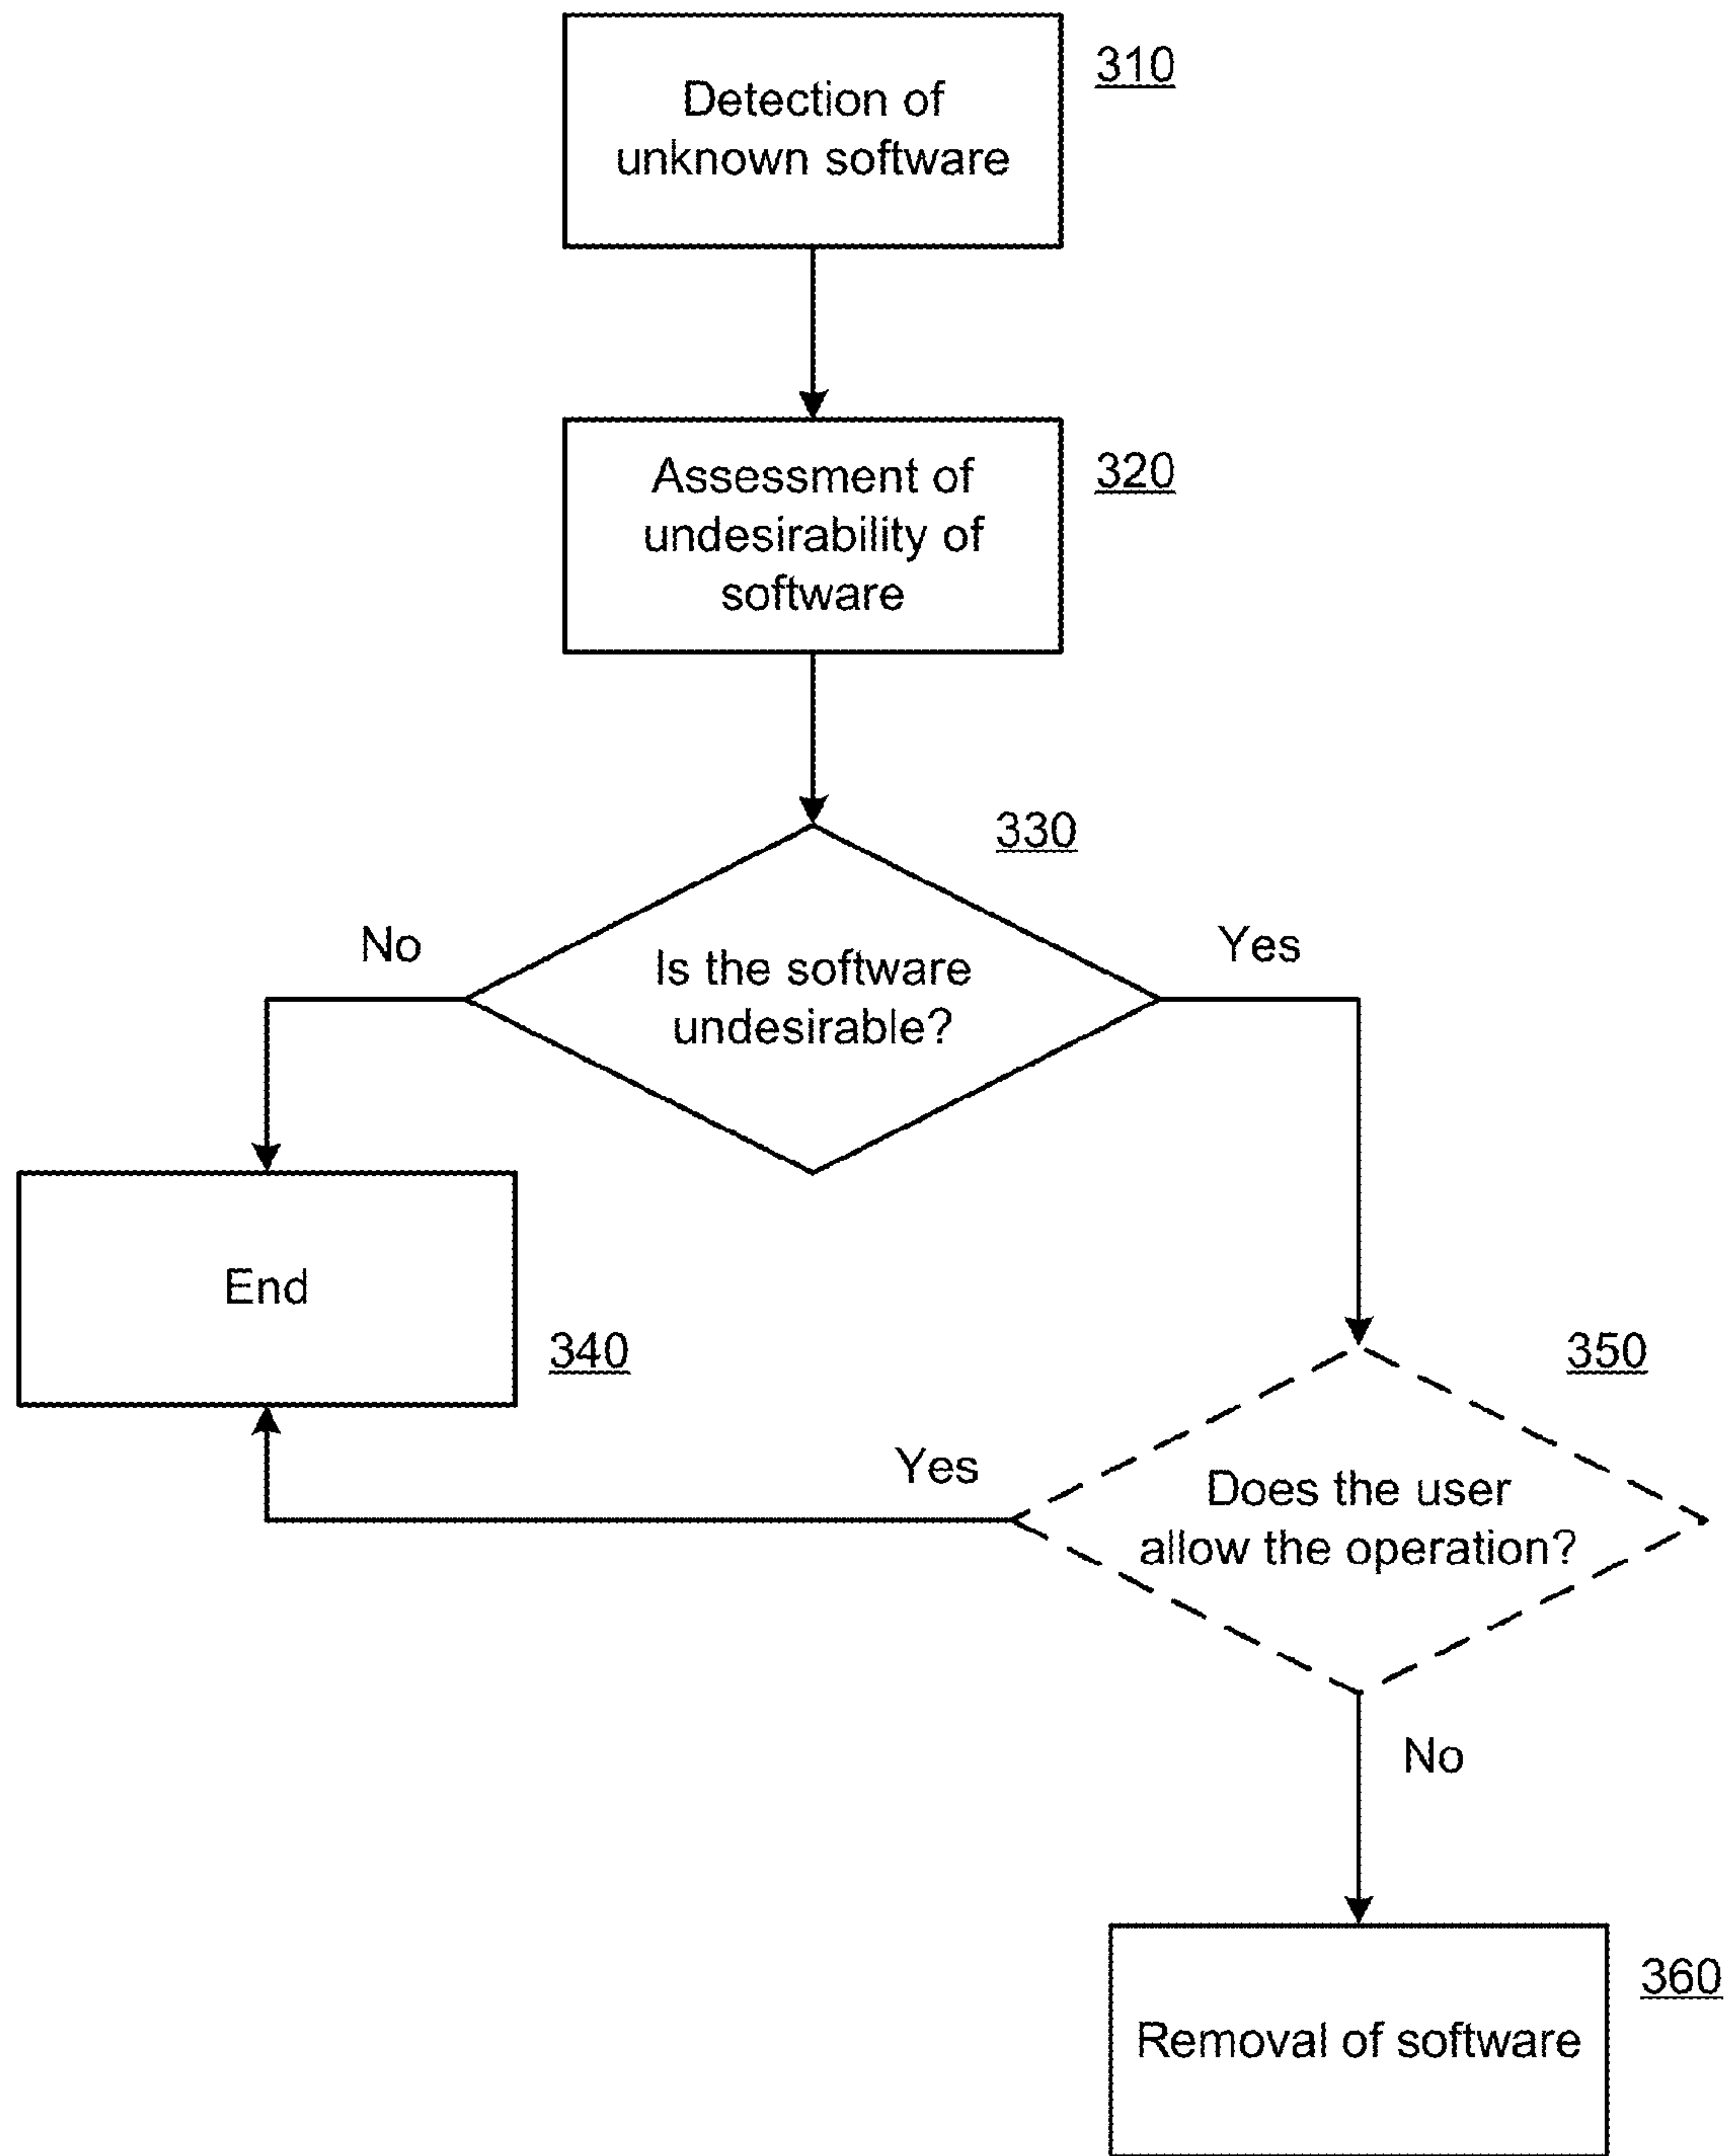 Detection of
unknown software
310
Assessment of
undesirability of
software
320
330
No
Yes
Is the software
undesirable?
End
340
350
Yes
Does the user
allow the operation?
No
360
Removal of software